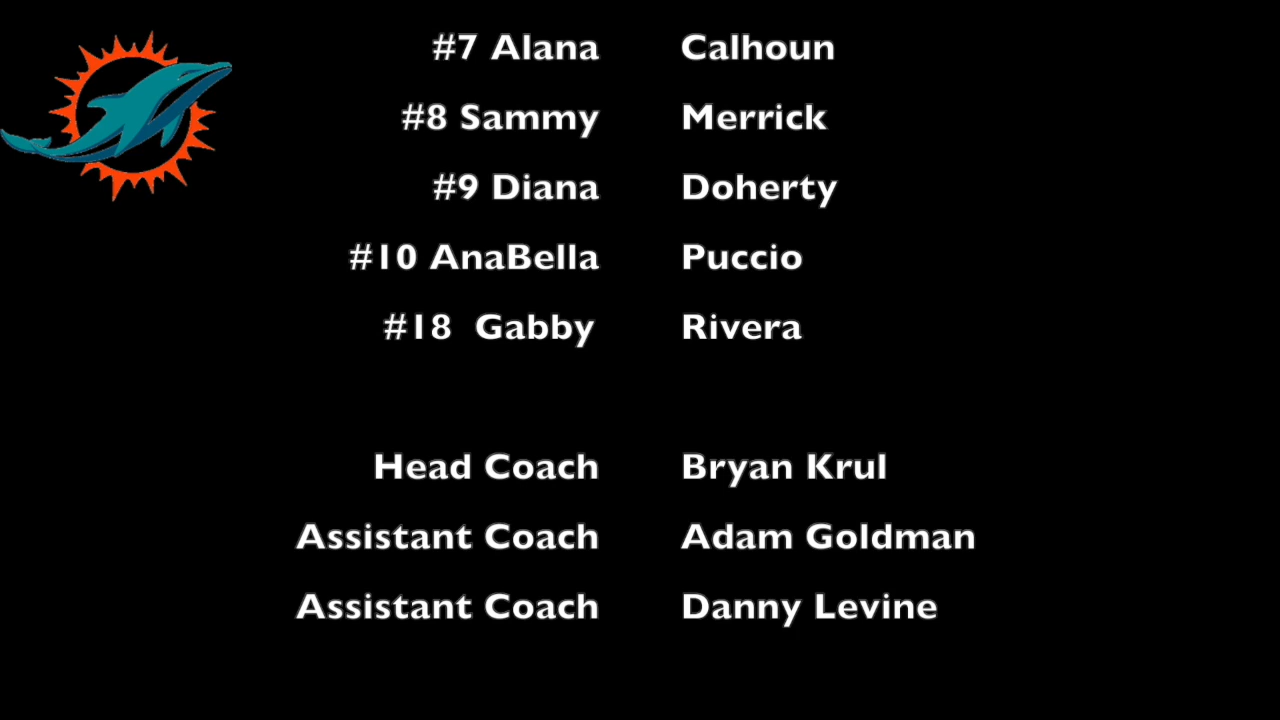 #7 Alana Calhoun
#8 Sammy Merrick
#9 Diana Doherty
#10 AnaBella Puccio
#18 Gabby Rivera
Head Coach Bryan Krul
Assistant Coach Adam Goldman
Assistant Coach Danny Levine